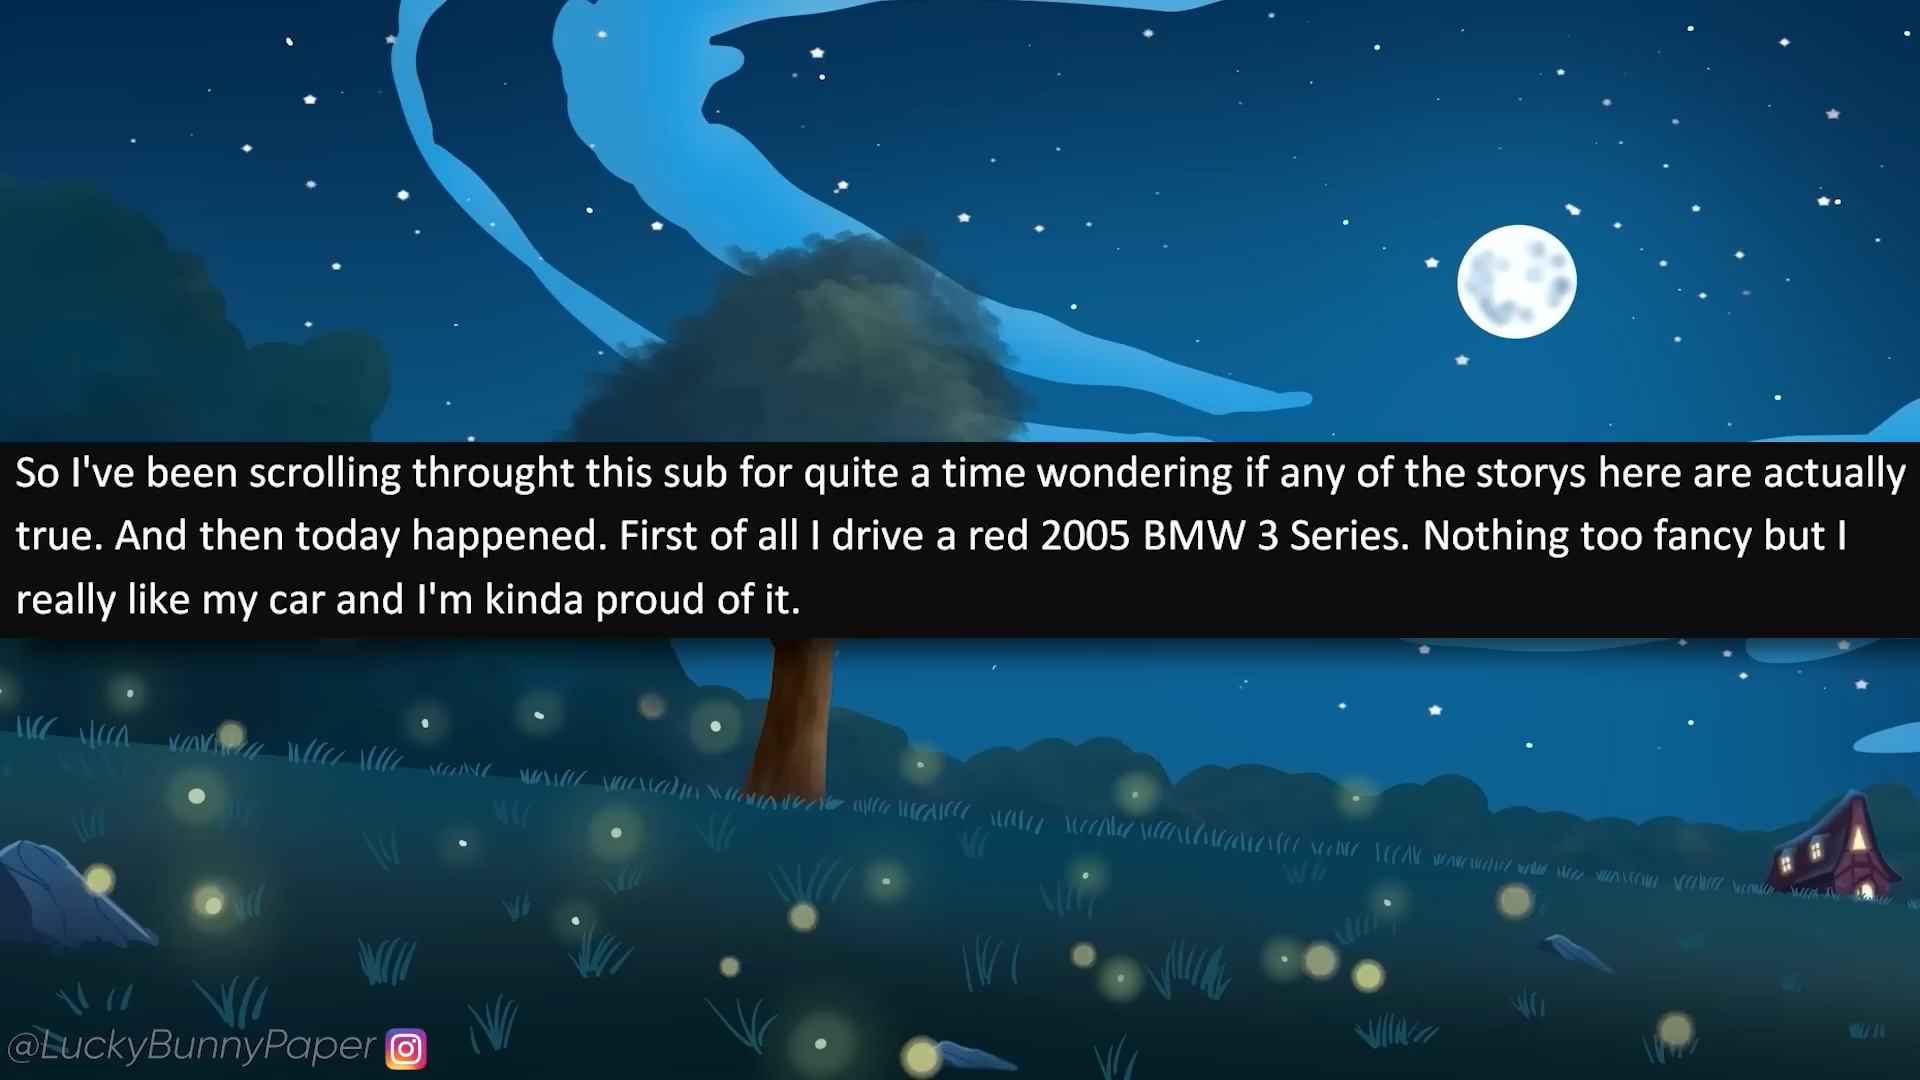 So I've been scrolling throught this sub for quite a time wondering if any of the storys here are actually
true. And then today happened. First of all I drive a red 2005 BMW 3 Series. Nothing too fancy but I
really like my car and I'm kinda proud of it.
@LuckyBunnyPaper